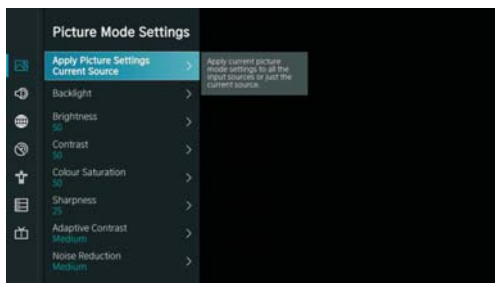 Picture Mode Settings
Apply Picture Settings
Current Source
Apply current picture
mode settings to all the
input sources or just the
current source.
Backlight
Brightness
50
Contrast
50
Colour Saturation
50
Sharpness
25
Adaptive Contrast
Medium
Noise Reduction
Medium